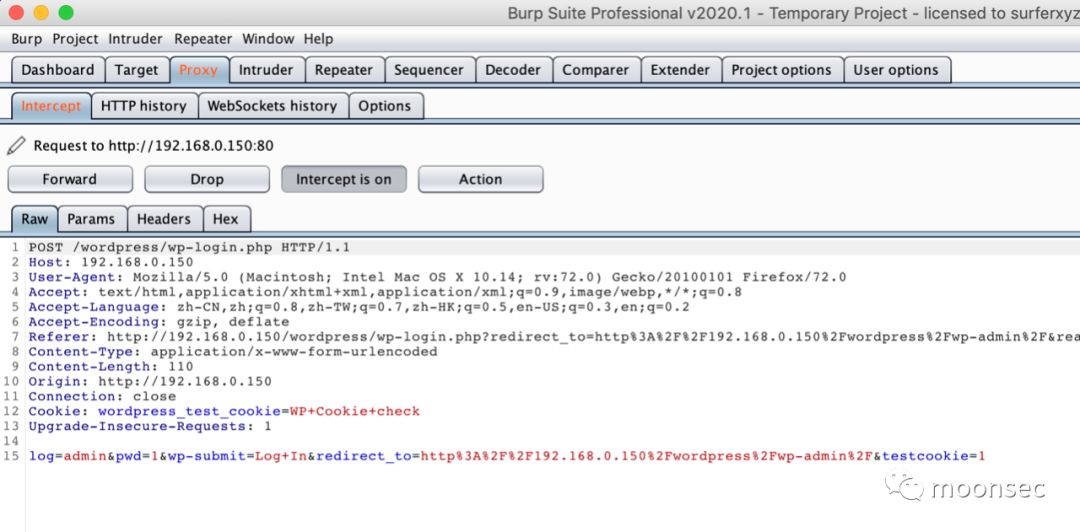 Burp Suite Professional v2020.1 - Temporary Project - licensed to surferxyz
Burp Project Intruder Repeater Window Help
Dashboard Target Proxy Intruder Repeater Sequencer Decoder Comparer Extender Project options User options
Intercept HTTP history WebSockets history Options
Request to http://192.168.0.150:80
Forward Drop Intercept is on Action
Raw Params Headers Hex
1 POST /wordpress/wp-login.php HTTP/1.1
2 Host: 192.168.0.150
3 User-Agent: Mozilla/5.0 (Macintosh; Intel Mac OS X 10.14; rv:72.0) Gecko/20100101 Firefox/72.0
4 Accept: text/html,application/xhtml+xml,application/xml;q=0.9,image/webp,*/*;q=0.8
5 Accept-Language: zh-CN,zh;q=0.8,zh-TW;q=0.7,zh-HK;q=0.5,en-US;q=0.3,en;q=0.2
6 Accept-Encoding: gzip, deflate
7 Referer: http://192.168.0.150/wordpress/wp-login.php?redirect_to=http%3A%2F%2F192.168.0.150%2Fwordpress%2Fwp-admin%2F&rea
8 Content-Type: application/x-www-form-urlencoded
9 Content-Length: 110
10 Origin: http://192.168.0.150
11 Connection: close
12 Cookie: wordpress_test_cookie=WP+Cookie+check
13 Upgrade-Insecure-Requests: 1
14
15 log=admin&pwd=1&wp-submit=Log+In&redirect_to=http%3A%2F%2F192.168.0.150%2Fwordpress%2Fwp-admin%2F&testcookie=1
moonsec